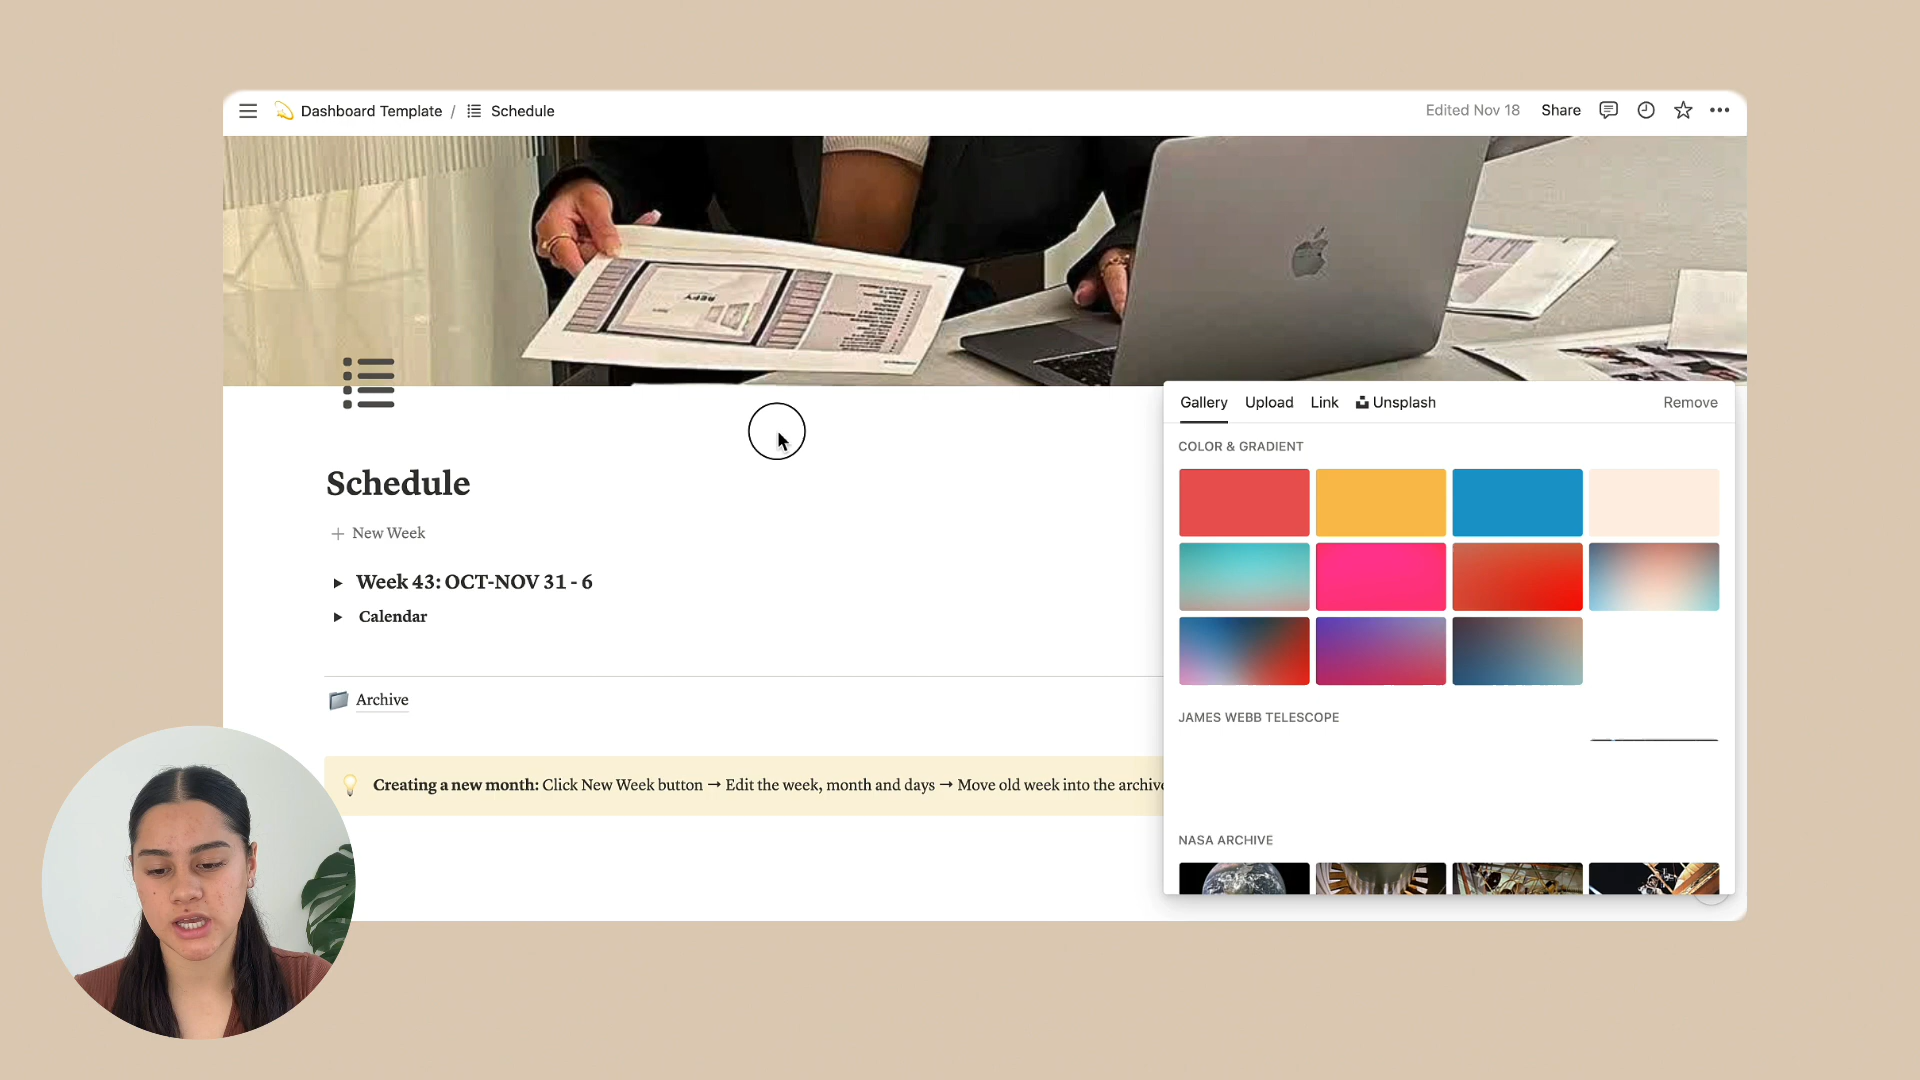 Dashboard Template / Schedule
Edited Nov 18 Share
Gallery Upload Link Unsplash Remove
COLOR & GRADIENT
Schedule
+ New Week
Week 43: OCT-NOV 31 - 6
Calendar
Archive
JAMES WEBB TELESCOPE
Creating a new month: Click New Week button → Edit the week, month and days → Move old week into the archive
NASA ARCHIVE